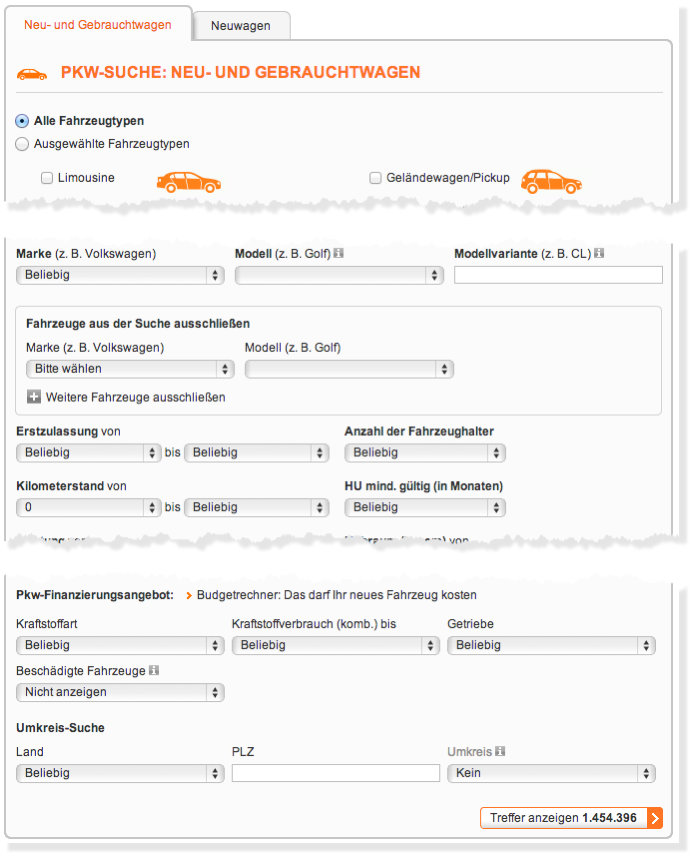 Neu- und Gebrauchtwagen Neuwagen
PKW-SUCHE: NEU- UND GEBRAUCHTWAGEN
Alle Fahrzeugtypen
Ausgewählte Fahrzeugtypen
Limousine Geländewagen/Pickup
Marke (z. B. Volkswagen) Modell (z. B. Golf) Modellvariante (z. B. CL)
Beliebig
Fahrzeuge aus der Suche ausschließen
Marke (z. B. Volkswagen) Modell (z. B. Golf)
Bitte wählen
Weitere Fahrzeuge ausschließen
Erstzulassung von Anzahl der Fahrzeughalter
Beliebig bis Beliebig Beliebig
Kilometerstand von HU mind. gültig (in Monaten)
0 bis Beliebig Beliebig
Pkw-Finanzierungsangebot: Budgetrechner: Das darf Ihr neues Fahrzeug kosten
Kraftstoffart Kraftstoffverbrauch (komb.) bis Getriebe
Beliebig Beliebig Beliebig
Beschädigte Fahrzeuge
Nicht anzeigen
Umkreis-Suche
Land PLZ Umkreis
Beliebig Kein
Treffer anzeigen 1.454.396